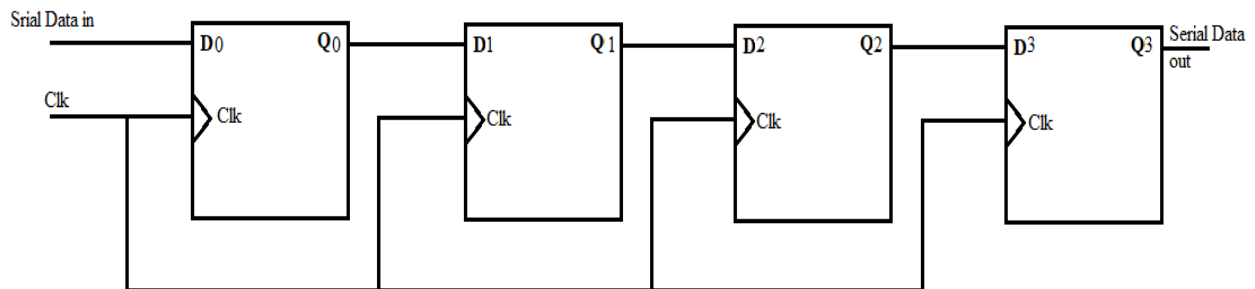 Srial Data in
D0 Q0 D1 Q1 D2 Q2 D3 Q3 Serial Data
out
Clk
Clk Clk Clk Clk